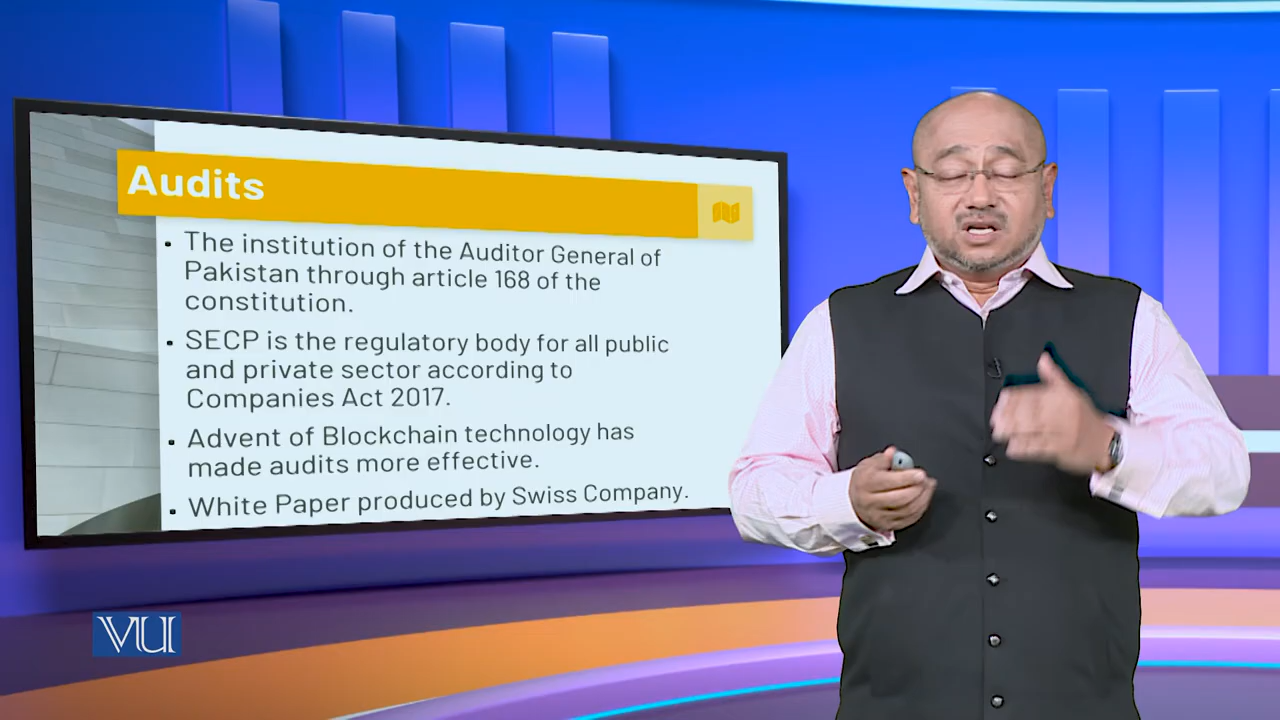 Audits
▪ The institution of the Auditor General of
Pakistan through article 168 of the
constitution.
▪ SECP is the regulatory body for all public
and private sector according to
Companies Act 2017.
▪ Advent of Blockchain technology has
made audits more effective.
▪ White Paper produced by Swiss Company.
VU